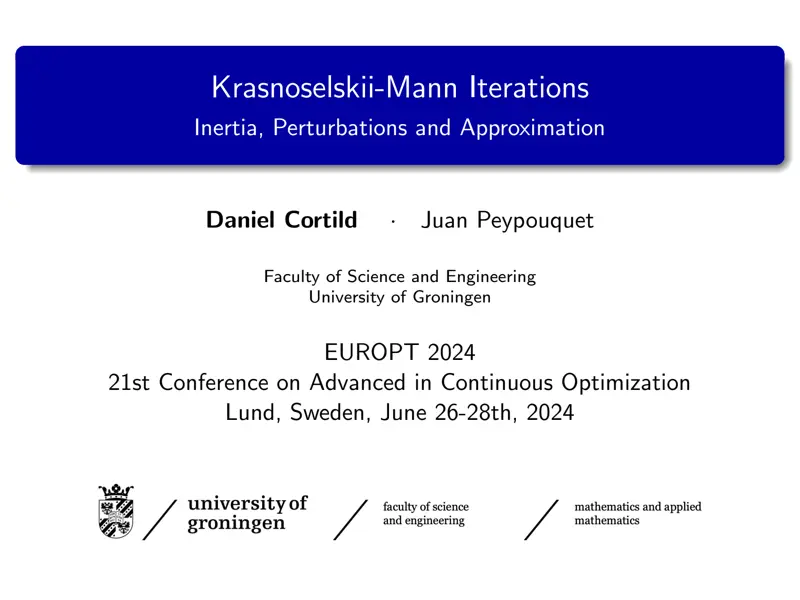 Krasnoselskii-Mann Iterations
Inertia, Perturbations and Approximation
Daniel Cortild · Juan Peypouquet
Faculty of Science and Engineering
University of Groningen
EUROPT 2024
21st Conference on Advanced in Continuous Optimization
Lund, Sweden, June 26-28th, 2024
university of
groningen
faculty of science
and engineering
mathematics and applied
mathematics